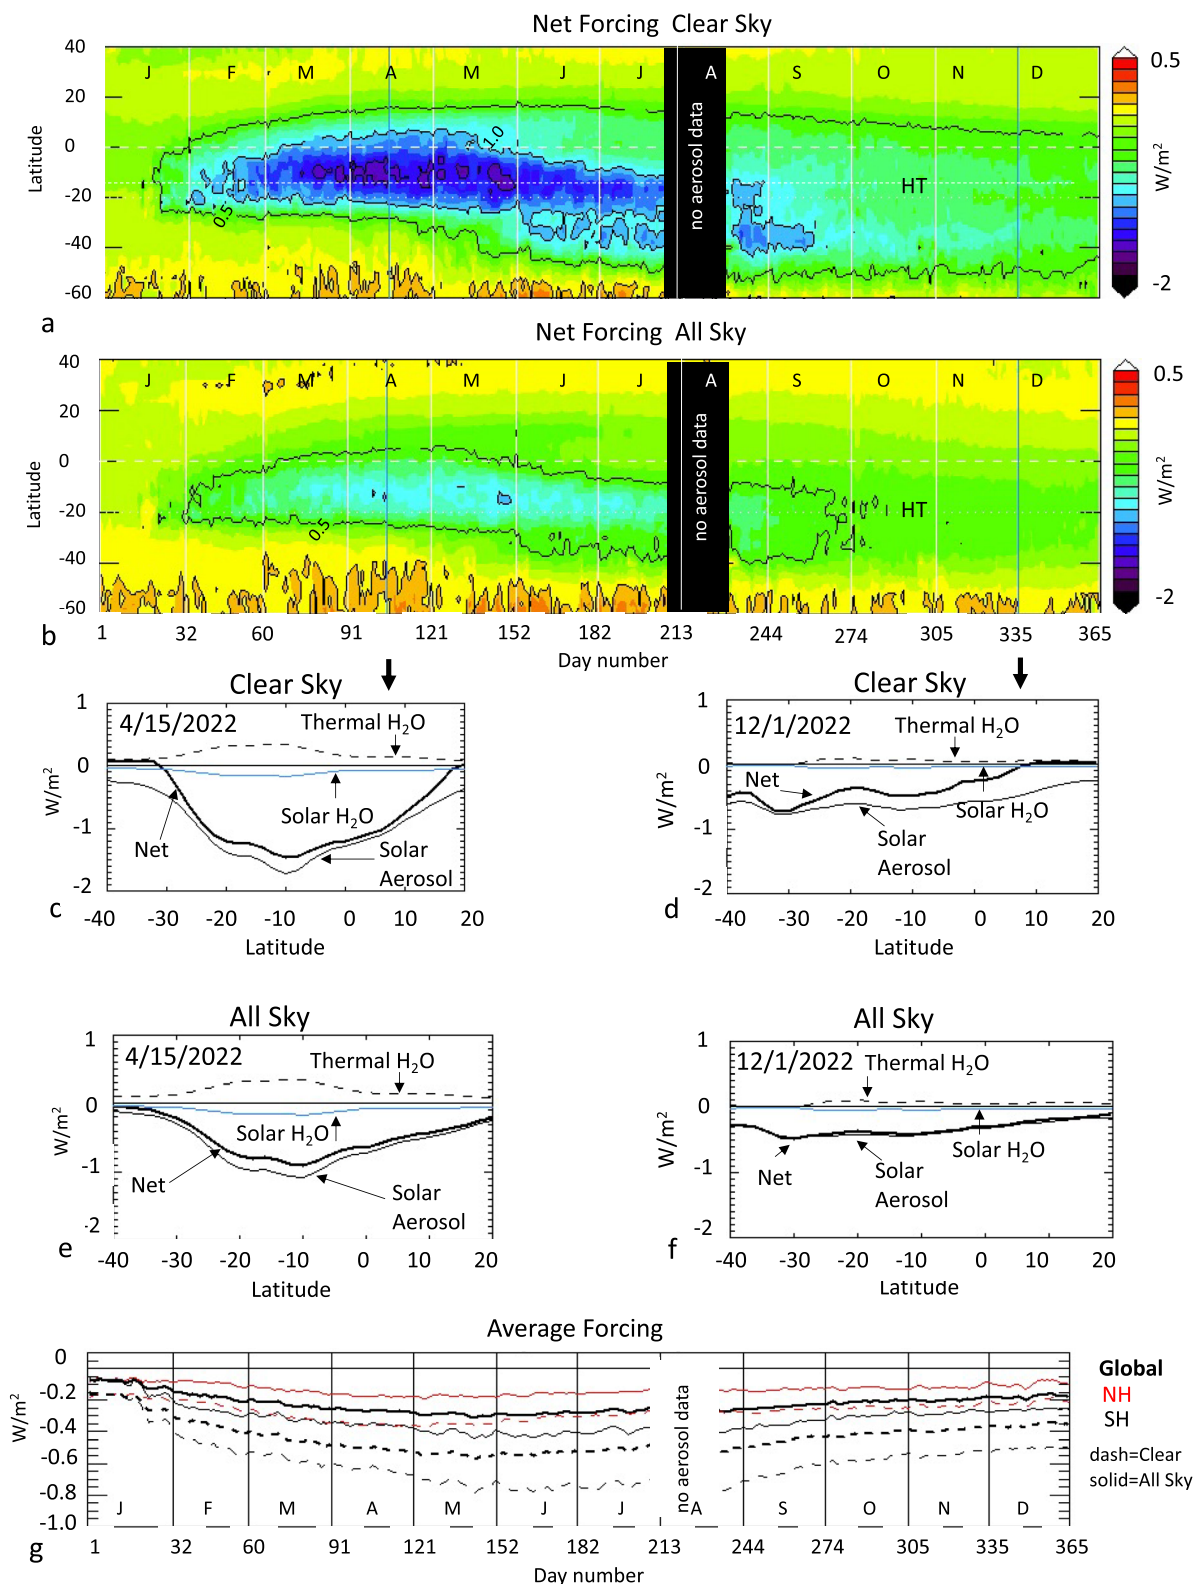 Net Forcing Clear Sky
40
20
0
-20
-40
-60
Latitude
J F M A M J J A S O N D
1.0
0.5
no aerosol data
HT
0.5
-2
W/m²
a
Net Forcing All Sky
40
20
0
-20
-40
-60
Latitude
J F M A M J J A S O N D
0.5
no aerosol data
HT
0.5
-2
W/m²
b
1 32 60 91 121 152 182 213 244 274 305 335 365
Day number
Clear Sky
4/15/2022
Thermal H₂O
Solar H₂O
Net
Solar
Aerosol
1
0
-1
-2
W/m²
c
-40 -30 -20 -10 0 10 20
Latitude
Clear Sky
12/1/2022
Thermal H₂O
Net
Solar H₂O
Solar
Aerosol
1
0
-1
-2
W/m²
d
-40 -30 -20 -10 0 10 20
Latitude
All Sky
4/15/2022
Thermal H₂O
Solar H₂O
Net
Solar
Aerosol
1
0
-1
-2
W/m²
e
-40 -30 -20 -10 0 10 20
Latitude
All Sky
12/1/2022
Thermal H₂O
Solar H₂O
Net
Solar
Aerosol
1
0
-1
-2
W/m²
f
-40 -30 -20 -10 0 10 20
Latitude
Average Forcing
0
-0.2
-0.4
-0.6
-0.8
-1.0
W/m²
no aerosol data
J F M A M J J A S O N D
Global
NH
SH
dash=Clear
solid=All Sky
g
1 32 60 91 121 152 182 213 244 274 305 335 365
Day number